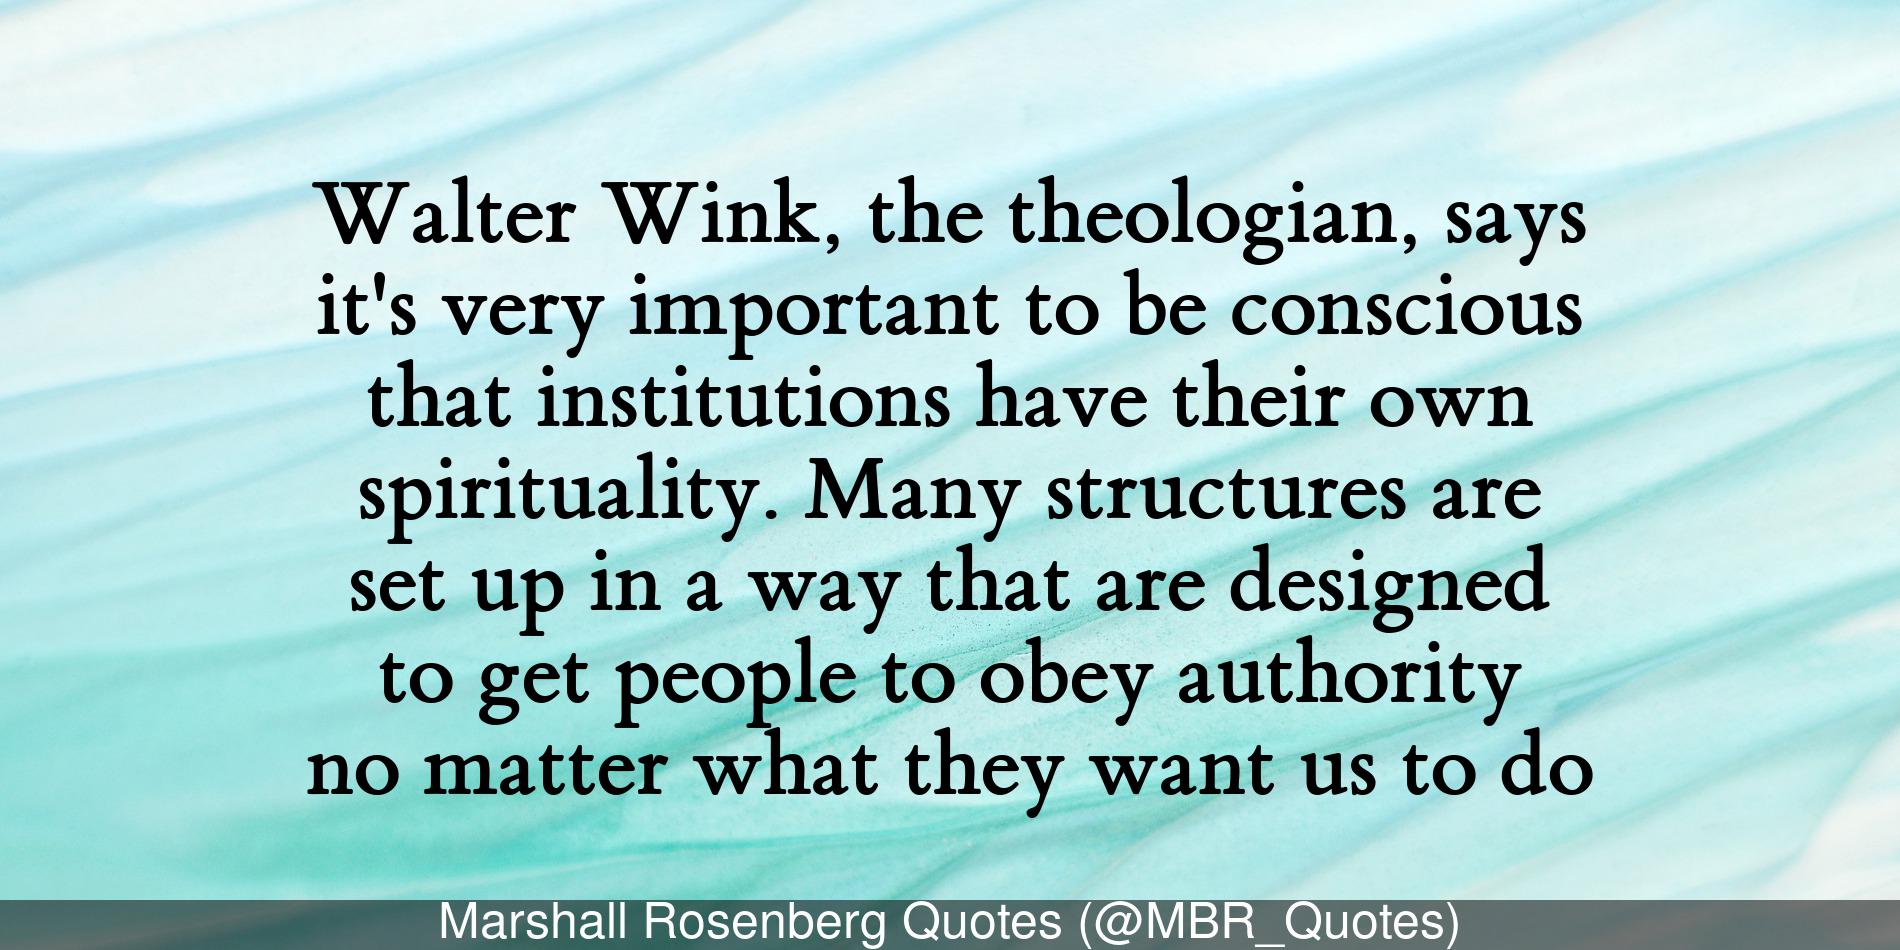 Walter Wink, the theologian, says
it's very important to be conscious
that institutions have their own
spirituality. Many structures are
set up in a way that are designed
to get people to obey authority
no matter what they want us to do
Marshall Rosenberg Quotes (@MBR_Quotes)